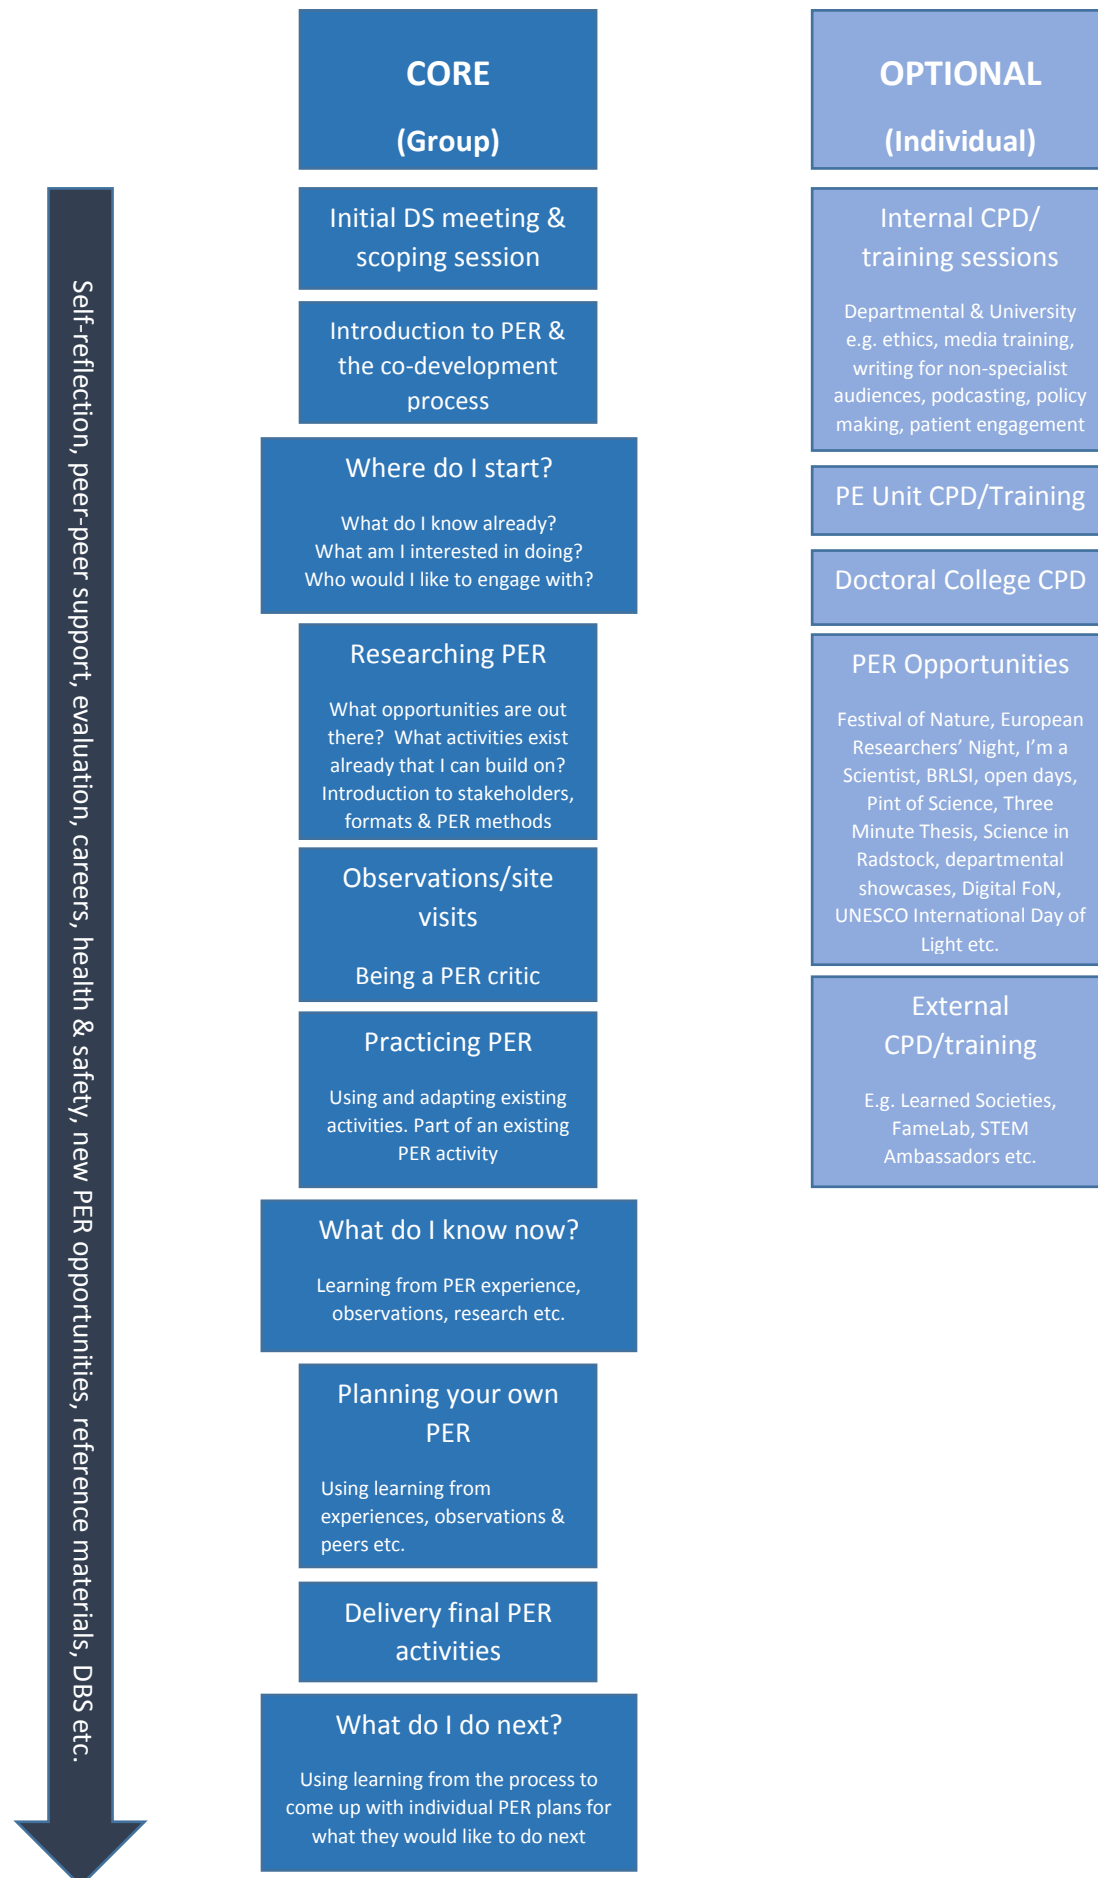 CORE
(Group)
OPTIONAL
(Individual)
Self-reflection, peer-peer support, evaluation, careers, health & safety, new PER opportunities, reference materials, DBS etc.
Initial DS meeting &
scoping session
Introduction to PER &
the co-development
process
Where do I start?
What do I know already?
What am I interested in doing?
Who would I like to engage with?
Researching PER
What opportunities are out
there?  What activities exist
already that I can build on?
Introduction to stakeholders,
formats & PER methods
Observations/site
visits
Being a PER critic
Practicing PER
Using and adapting existing
activities. Part of an existing
PER activity
What do I know now?
Learning from PER experience,
observations, research etc.
Planning your own
PER
Using learning from
experiences, observations &
peers etc.
Delivery final PER
activities
What do I do next?
Using learning from the process to
come up with individual PER plans for
what they would like to do next
Internal CPD/
training sessions
Departmental & University
e.g. ethics, media training,
writing for non-specialist
audiences, podcasting, policy
making, patient engagement
PE Unit CPD/Training
Doctoral College CPD
PER Opportunities
Festival of Nature, European
Researchers’ Night, I’m a
Scientist, BRLSI, open days,
Pint of Science, Three
Minute Thesis, Science in
Radstock, departmental
showcases, Digital FoN,
UNESCO International Day of
Light etc.
External
CPD/training
E.g. Learned Societies,
FameLab, STEM
Ambassadors etc.